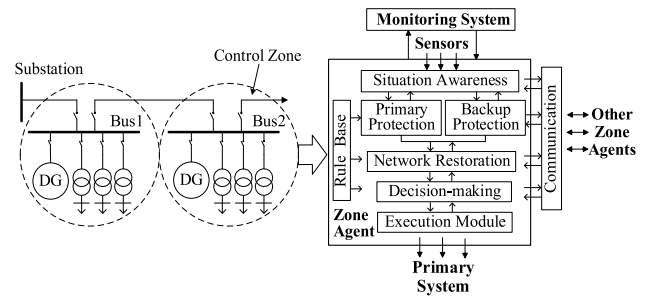 Monitoring System
Sensors
Control Zone
Substation
Bus1
Bus2
DG
DG
Situation Awareness
Primary
Protection
Backup
Protection
Rule Base
Network Restoration
Decision-making
Zone
Agent
Execution Module
Communication
Other
Zone
Agents
Primary
System